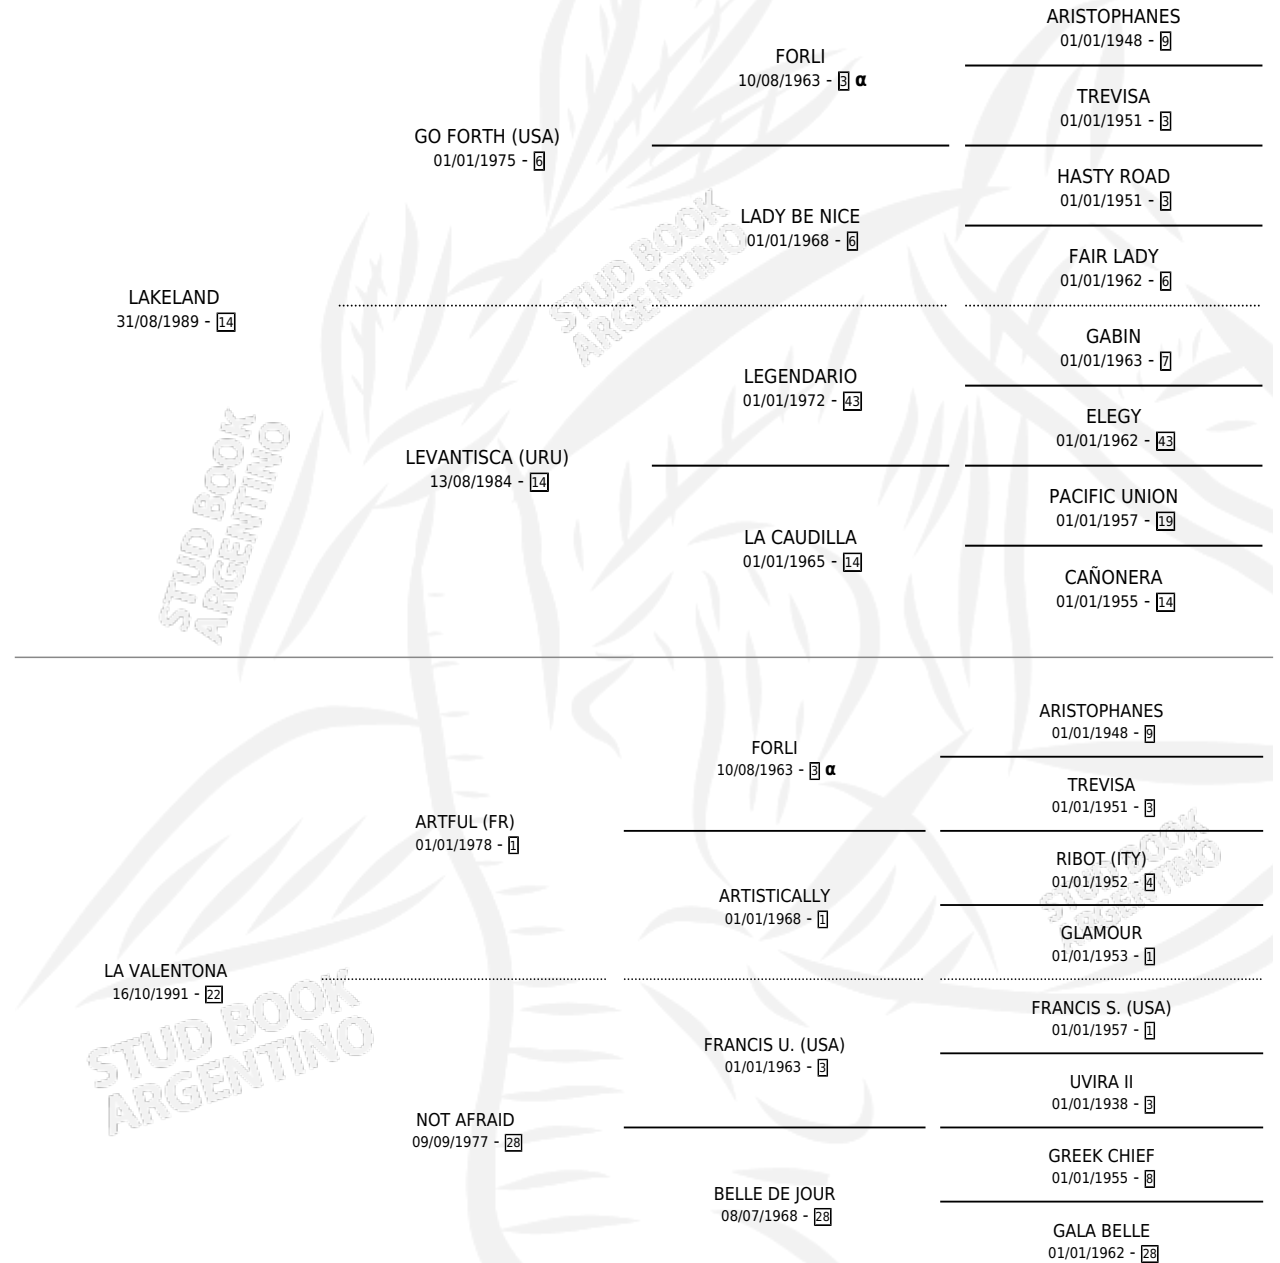 ARISTOPHANES
01/01/1948 - 9
FORLI
10/08/1963 - 3 α
TREVISA
01/01/1951 - 3
GO FORTH (USA)
01/01/1975 - 6
HASTY ROAD
01/01/1951 - 3
LADY BE NICE
01/01/1968 - 6
FAIR LADY
01/01/1962 - 6
LAKELAND
31/08/1989 - 14
GABIN
01/01/1963 - 7
LEGENDARIO
01/01/1972 - 43
ELEGY
01/01/1962 - 43
LEVANTISCA (URU)
13/08/1984 - 14
PACIFIC UNION
01/01/1957 - 19
LA CAUDILLA
01/01/1965 - 14
CAÑONERA
01/01/1955 - 14
STUD BOOK
ARGENTINO
STUD BOOK
ARGENTINO
ARISTOPHANES
01/01/1948 - 9
FORLI
10/08/1963 - 3 α
TREVISA
01/01/1951 - 3
ARTFUL (FR)
01/01/1978 - 1
RIBOT (ITY)
01/01/1952 - 4
ARTISTICALLY
01/01/1968 - 1
GLAMOUR
01/01/1953 - 1
LA VALENTONA
16/10/1991 - 22
FRANCIS S. (USA)
01/01/1957 - 1
FRANCIS U. (USA)
01/01/1963 - 3
UVIRA II
01/01/1938 - 3
NOT AFRAID
09/09/1977 - 28
GREEK CHIEF
01/01/1955 - 8
BELLE DE JOUR
08/07/1968 - 28
GALA BELLE
01/01/1962 - 28
STUD BOOK
ARGENTINO
STUD BOOK
ARGENTINO